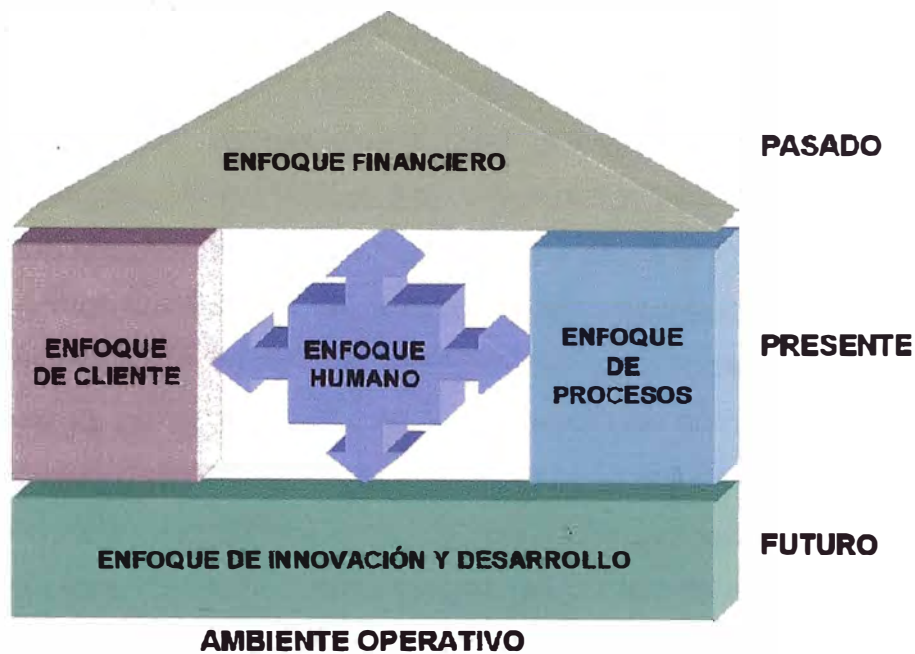 ENFOQUE FINANCIERO
PASADO
ENFOQUE
DE CLIENTE
ENFOQUE
HUMANO
ENFOQUE
DE
PROCESOS
PRESENTE
ENFOQUE DE INNOVACIÓN Y DESARROLLO
FUTURO
AMBIENTE OPERATIVO